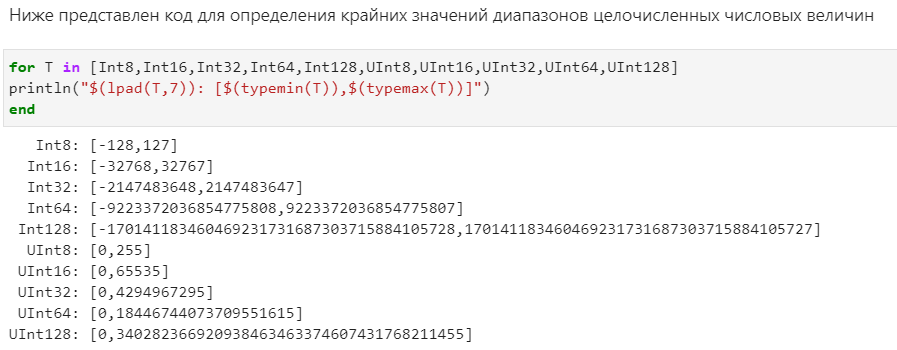 Ниже представлен код для определения крайних значений диапазонов целочисленных числовых величин
for T in [Int8,Int16,Int32,Int64,Int128,UInt8,UInt16,UInt32,UInt64,UInt128]
println("$(lpad(T,7)): [$(typemin(T)),$(typemax(T))]")
end
Int8: [-128,127]
Int16: [-32768,32767]
Int32: [-2147483648,2147483647]
Int64: [-9223372036854775808,9223372036854775807]
Int128: [-170141183460469231731687303715884105728,170141183460469231731687303715884105727]
UInt8: [0,255]
UInt16: [0,65535]
UInt32: [0,4294967295]
UInt64: [0,18446744073709551615]
UInt128: [0,340282366920938463463374607431768211455]